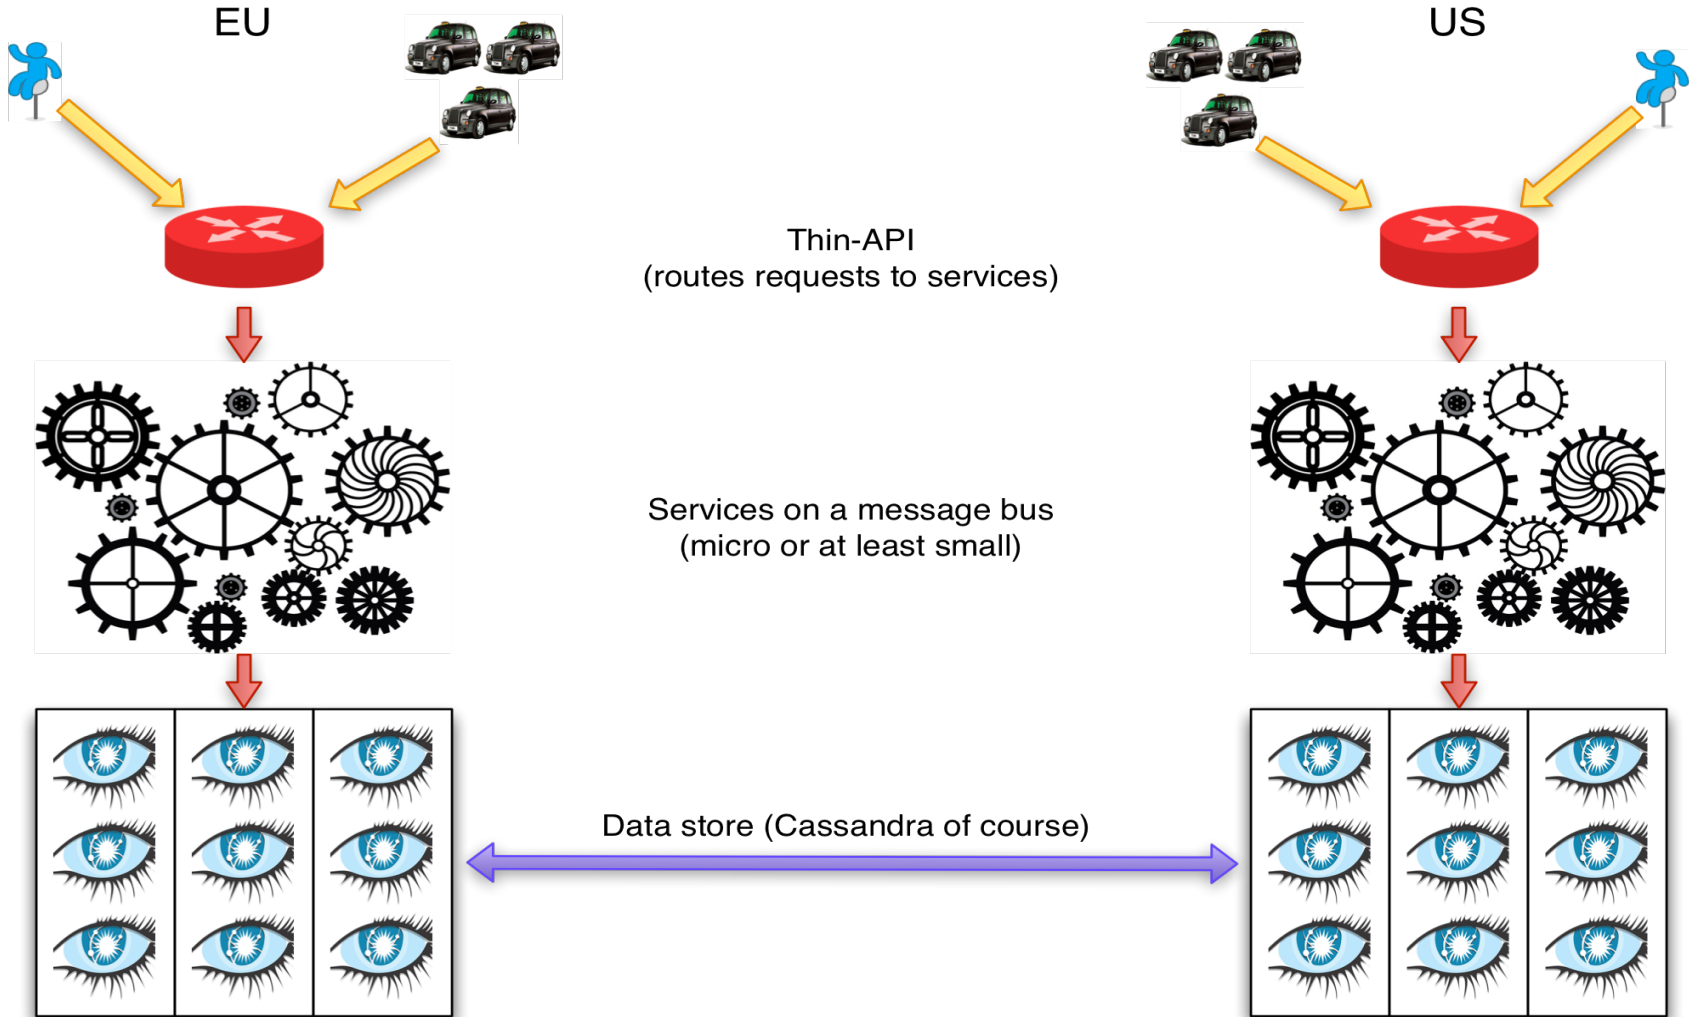 EU
US
Thin-API
(routes requests to services)
Services on a message bus
(micro or at least small)
Data store (Cassandra of course)